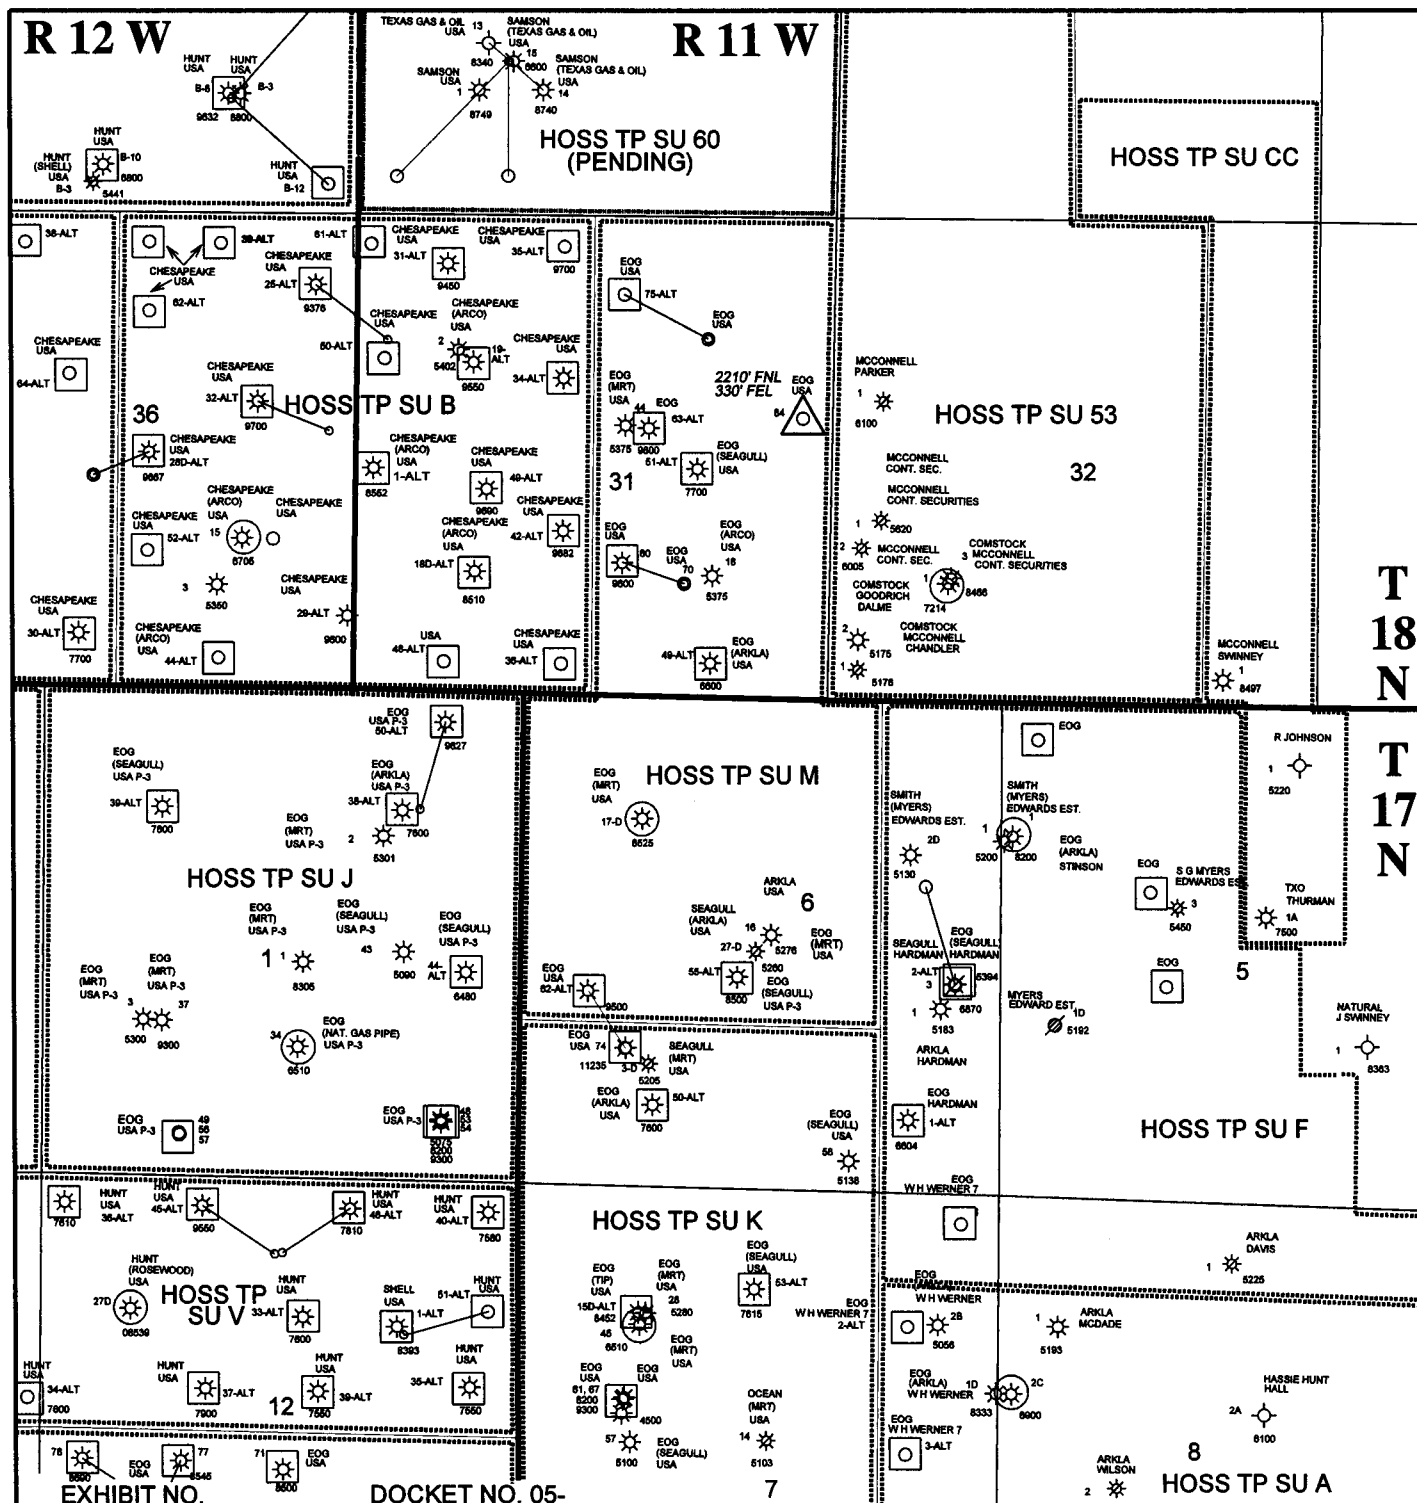 R 12 W
R 11 W
TEXAS GAS & OIL
USA
13
8340
SAMSON
(TEXAS GAS & OIL)
USA
15
6600
SAMSON
(TEXAS GAS & OIL)
USA
14
8740
SAMSON
USA
1
8749
HOSS TP SU 60
(PENDING)
HOSS TP SU CC
HUNT
USA
HUNT
USA
B-3
9632
8800
HUNT
USA
B-10
6800
HUNT
(SHELL)
USA
B-3
5441
HUNT
USA
B-12
38-ALT
39-ALT
CHESAPEAKE
USA
62-ALT
CHESAPEAKE
USA
25-ALT
9376
61-ALT
CHESAPEAKE
USA
31-ALT
9450
CHESAPEAKE
USA
35-ALT
9700
CHESAPEAKE
USA
50-ALT
CHESAPEAKE
(ARCO)
USA
2
5402
19-
ALT
9550
CHESAPEAKE
USA
34-ALT
CHESAPEAKE
USA
64-ALT
CHESAPEAKE
USA
32-ALT
9700
36
HOSS TP SU B
CHESAPEAKE
USA
26D-ALT
9667
CHESAPEAKE
(ARCO)
USA
1-ALT
8552
CHESAPEAKE
USA
49-ALT
9690
CHESAPEAKE
(ARCO)
USA
15
6705
CHESAPEAKE
USA
CHESAPEAKE
USA
52-ALT
3
5350
CHESAPEAKE
(ARCO)
USA
18D-ALT
8510
CHESAPEAKE
USA
42-ALT
9682
CHESAPEAKE
USA
29-ALT
9600
CHESAPEAKE
USA
30-ALT
7700
CHESAPEAKE
(ARCO)
USA
44-ALT
USA
48-ALT
CHESAPEAKE
USA
36-ALT
EOG
USA
75-ALT
EOG
USA
2210' FNL
330' FEL
EOG
USA
84
EOG
(MRT)
USA
44
5375
EOG
63-ALT
9600
EOG
(SEAGULL)
USA
51-ALT
7700
31
EOG
USA
80
9600
EOG
USA
70
EOG
(ARCO)
USA
18
5375
49-ALT
EOG
(ARKLA)
USA
6600
MCCONNELL
PARKER
1
6100
HOSS TP SU 53
32
MCCONNELL
CONT. SEC.
MCCONNELL
CONT. SECURITIES
1
5620
2
6005
MCCONNELL
CONT. SEC.
COMSTOCK
3
MCCONNELL
CONT. SECURITIES
8466
COMSTOCK
GOODRICH
DALME
1
7214
COMSTOCK
MCCONNELL
CHANDLER
2
5175
1
5176
MCCONNELL
SWINNEY
1
8497
T
18
N
T
17
N
EOG
USA P-3
50-ALT
9627
EOG
(SEAGULL)
USA P-3
39-ALT
7600
EOG
(ARKLA)
USA P-3
38-ALT
7600
EOG
(MRT)
USA P-3
2
5301
HOSS TP SU J
EOG
(MRT)
USA P-3
1
1
8305
EOG
(SEAGULL)
USA P-3
43
5090
EOG
(SEAGULL)
USA P-3
44-
ALT
6480
EOG
(MRT)
USA P-3
3
5300
EOG
(MRT)
USA P-3
37
9300
34
EOG
(NAT. GAS PIPE)
USA P-3
6510
EOG
USA P-3
49
56
57
EOG
USA P-3
48
53
54
5075
8200
9300
HOSS TP SU M
EOG
(MRT)
USA
17-D
6525
ARKLA
USA
16
5276
6
SEAGULL
(ARKLA)
USA
27-D
5260
EOG
(MRT)
USA
58-ALT
8500
EOG
(SEAGULL)
USA P-3
EOG
USA
82-ALT
9500
EOG
USA
74
11235
3-D
5205
SEAGULL
(MRT)
USA
EOG
(ARKLA)
USA
50-ALT
7600
EOG
(SEAGULL)
USA
58
5138
HOSS TP SU K
EOG
R JOHNSON
1
5220
SMITH
(MYERS)
EDWARDS EST.
2D
5130
SMITH
(MYERS)
EDWARDS EST.
1
1
5200
8200
EOG
(ARKLA)
STINSON
EOG
S G MYERS
EDWARDS EST.
3
5450
TXO
THURMAN
1A
7500
SEAGULL
HARDMAN
EOG
(SEAGULL)
HARDMAN
2-ALT
3
5394
6870
1
5183
ARKLA
HARDMAN
MYERS
EDWARD EST.
1D
5192
EOG
5
NATURAL
J SWINNEY
1
8363
EOG
HARDMAN
1-ALT
6604
HOSS TP SU F
EOG
W H WERNER 7
ARKLA
DAVIS
1
5225
7610
HUNT
USA
36-ALT
HUNT
USA
45-ALT
9550
HUNT
USA
46-ALT
7810
HUNT
USA
40-ALT
7580
HUNT
(ROSEWOOD)
USA
27D
08539
HOSS TP
SU V
HUNT
USA
33-ALT
7600
SHELL
USA
1-ALT
8393
HUNT
USA
51-ALT
HUNT
USA
34-ALT
7800
HUNT
USA
37-ALT
7900
12
HUNT
USA
39-ALT
7550
HUNT
USA
35-ALT
7550
EOG
(TIP)
USA
15D-ALT
8452
EOG
(MRT)
USA
28
5280
45
6510
EOG
(MRT)
USA
EOG
(SEAGULL)
USA
53-ALT
7615
EOG
W H WERNER 7
2-ALT
EOG
USA
61, 67
8200
9300
EOG
USA
4500
57
5100
EOG
(SEAGULL)
USA
OCEAN
(MRT)
USA
14
5103
7
EOG
W H WERNER
2B
5056
ARKLA
MCDADE
1
5193
EOG
(ARKLA)
W H WERNER
1D
8333
2C
6900
EOG
W H WERNER 7
3-ALT
HASSIE HUNT
HALL
2A
6100
8
HOSS TP SU A
ARKLA
WILSON
2
78
8690
EOG
USA
77
8545
71
EOG
USA
8500
EXHIBIT NO.
DOCKET NO. 05-